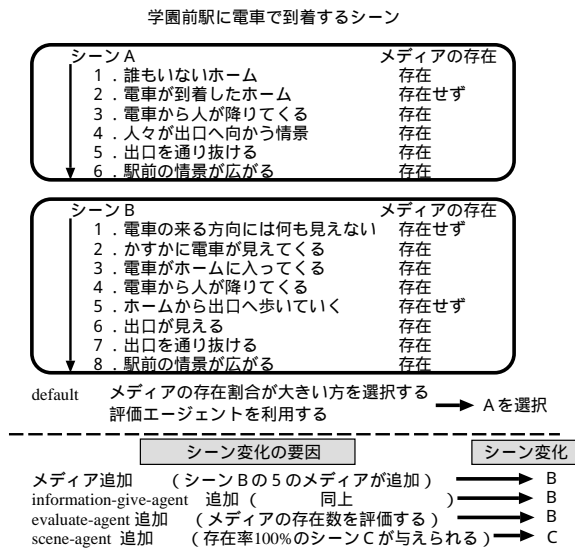 学園前駅に電車で到着するシーン
シーンA メディアの存在
1．誰もいないホーム 存在
2．電車が到着したホーム 存在せず
3．電車から人が降りてくる 存在
4．人々が出口へ向かう情景 存在
5．出口を通り抜ける 存在
6．駅前の情景が広がる 存在
シーンB メディアの存在
1．電車の来る方向には何も見えない 存在せず
2．かすかに電車が見えてくる 存在
3．電車がホームに入ってくる 存在
4．電車から人が降りてくる 存在
5．ホームから出口へ歩いていく 存在せず
6．出口が見える 存在
7．出口を通り抜ける 存在
8．駅前の情景が広がる 存在
default メディアの存在割合が大きい方を選択する
評価エージェントを利用する Aを選択
シーン変化の要因 シーン変化
メディア追加 （シーンBの5のメディアが追加） B
information-give-agent 追加（ 同上 ） B
evaluate-agent 追加 （メディアの存在数を評価する） B
scene-agent 追加 （存在率100%のシーンCが与えられる） C